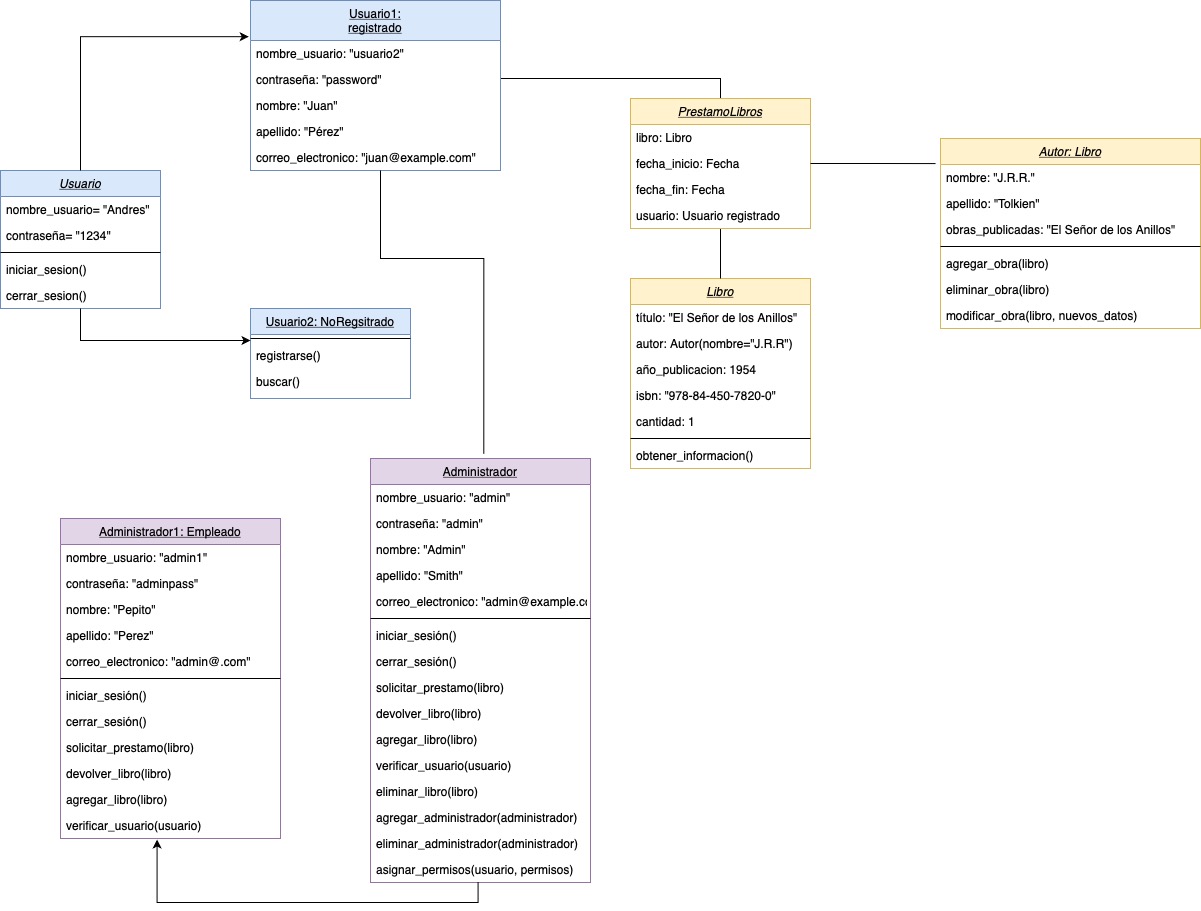 Usuario1:
registrado
nombre_usuario: "usuario2"
contraseña: "password"
nombre: "Juan"
apellido: "Pérez"
correo_electronico: "juan@example.com"
Usuario
nombre_usuario= "Andres"
contraseña= "1234"
iniciar_sesion()
cerrar_sesion()
Usuario2: NoRegsitrado
registrarse()
buscar()
PrestamoLibros
libro: Libro
fecha_inicio: Fecha
fecha_fin: Fecha
usuario: Usuario registrado
Autor: Libro
nombre: "J.R.R."
apellido: "Tolkien"
obras_publicadas: "El Señor de los Anillos"
agregar_obra(libro)
eliminar_obra(libro)
modificar_obra(libro, nuevos_datos)
Libro
título: "El Señor de los Anillos"
autor: Autor(nombre="J.R.R")
año_publicacion: 1954
isbn: "978-84-450-7820-0"
cantidad: 1
obtener_informacion()
Administrador
nombre_usuario: "admin"
contraseña: "admin"
nombre: "Admin"
apellido: "Smith"
correo_electronico: "admin@example.co
iniciar_sesión()
cerrar_sesión()
solicitar_prestamo(libro)
devolver_libro(libro)
agregar_libro(libro)
verificar_usuario(usuario)
eliminar_libro(libro)
agregar_administrador(administrador)
eliminar_administrador(administrador)
asignar_permisos(usuario, permisos)
Administrador1: Empleado
nombre_usuario: "admin1"
contraseña: "adminpass"
nombre: "Pepito"
apellido: "Perez"
correo_electronico: "admin@.com"
iniciar_sesión()
cerrar_sesión()
solicitar_prestamo(libro)
devolver_libro(libro)
agregar_libro(libro)
verificar_usuario(usuario)